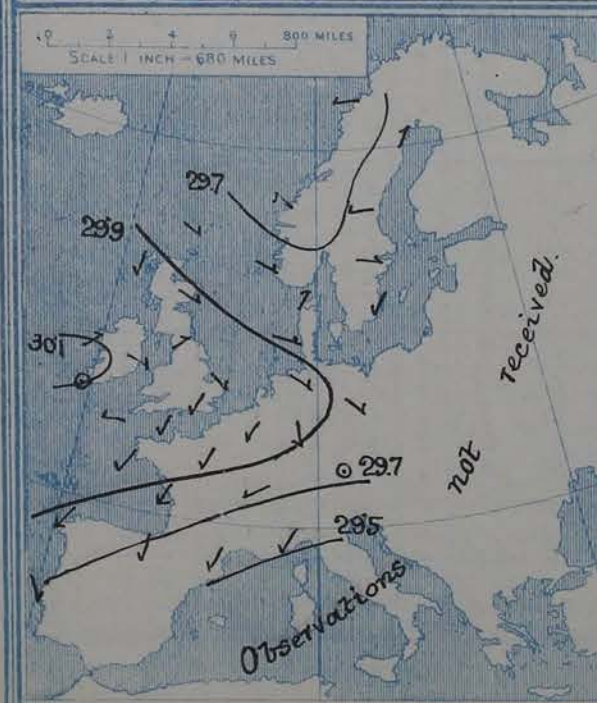 0 2 4 6 800 MILES
SCALE 1 INCH - 680 MILES
29.7
29.9
30.1
29.7
29.5
Observations
not
received.